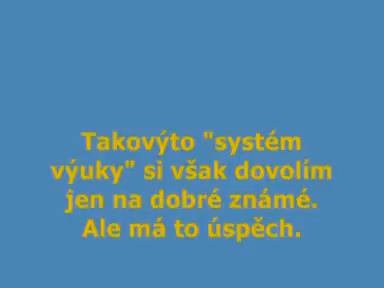 Takovýto "systém
výuky" si však dovolím
jen na dobré známé.
Ale má to úspěch.